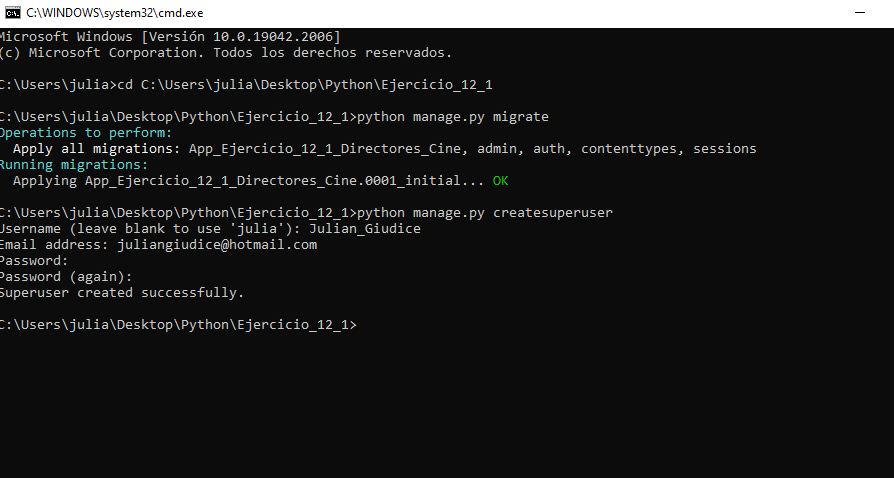 C:\WINDOWS\system32\cmd.exe
Microsoft Windows [Versión 10.0.19042.2006]
(c) Microsoft Corporation. Todos los derechos reservados.
C:\Users\julia>cd C:\Users\julia\Desktop\Python\Ejercicio_12_1
C:\Users\julia\Desktop\Python\Ejercicio_12_1>python manage.py migrate
Operations to perform:
Apply all migrations: App_Ejercicio_12_1_Directores_Cine, admin, auth, contenttypes, sessions
Running migrations:
Applying App_Ejercicio_12_1_Directores_Cine.0001_initial... OK
C:\Users\julia\Desktop\Python\Ejercicio_12_1>python manage.py createsuperuser
Username (leave blank to use 'julia'): Julian_Giudice
Email address: juliangiudice@hotmail.com
Password:
Password (again):
Superuser created successfully.
C:\Users\julia\Desktop\Python\Ejercicio_12_1>